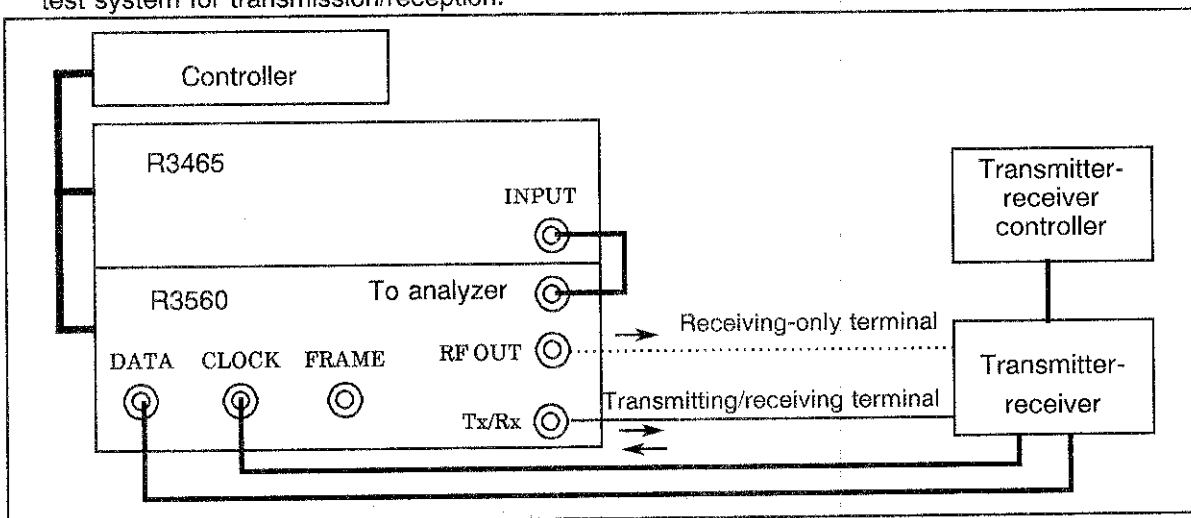 test system for transmission/reception.
Controller
R3465
INPUT
Transmitter-
receiver
controller
R3560
To analyzer
Receiving-only terminal
DATA CLOCK FRAME
RF OUT
Transmitter-
receiver
Transmitting/receiving terminal
Tx/Rx